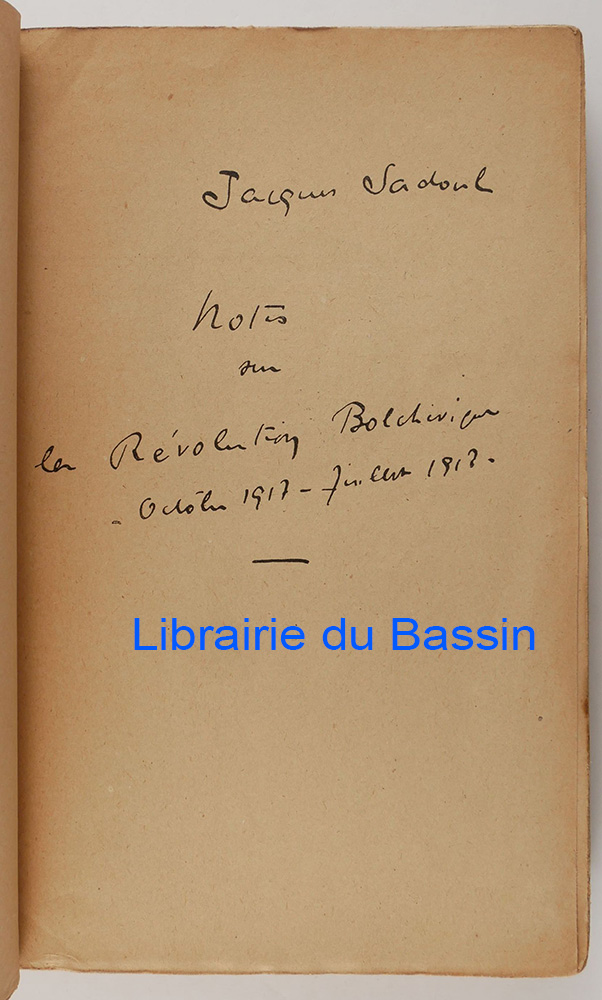 Jacques Sadoul
Notes
sur
la Révolution Bolchevique
- Octobre 1917 - Juillet 1918 -
Librairie du Bassin